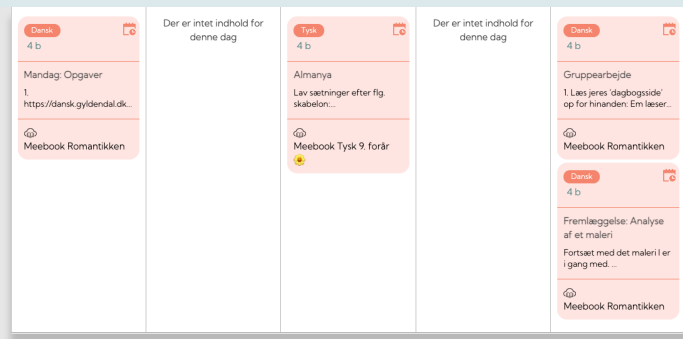 Dansk
4 b
Mandag: Opgaver
1.
https://dansk.gyldendal.dk...
Meebook Romantikken
Der er intet indhold for
denne dag
Tysk
4 b
Almanya
Lav sætninger efter flg.
skabelon:...
Meebook Tysk 9. forår
🌼
Der er intet indhold for
denne dag
Dansk
4 b
Gruppearbejde
1. Læs jeres 'dagbogsside'
op for hinanden: Em læser...
Meebook Romantikken
Dansk
4 b
Fremlæggelse: Analyse
af et maleri
Fortsæt med det maleri I er
i gang med. ...
Meebook Romantikken